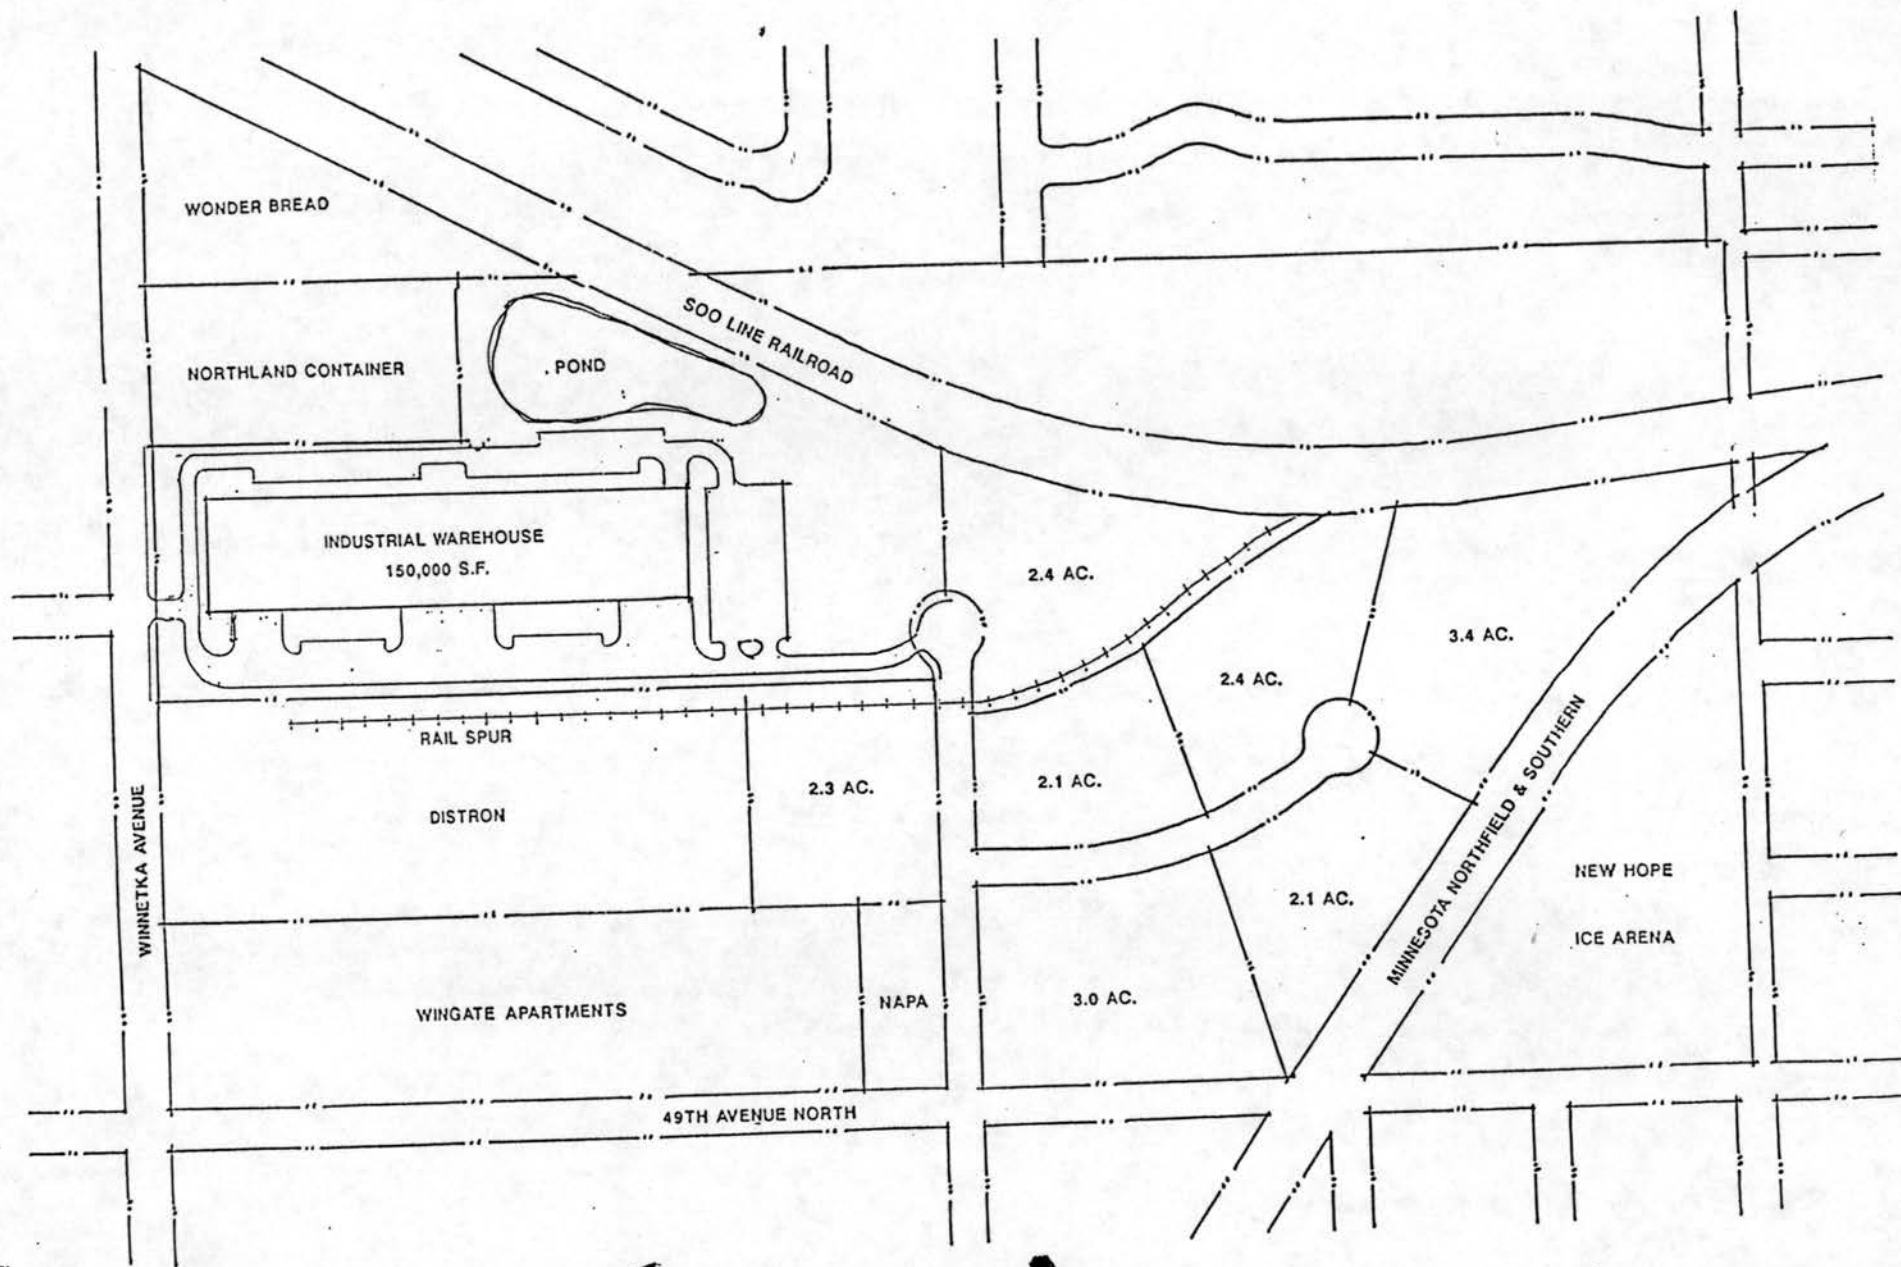 WONDER BREAD
SOO LINE RAILROAD
NORTHLAND CONTAINER
POND
INDUSTRIAL WAREHOUSE
150,000 S.F.
2.4 AC.
3.4 AC.
2.4 AC.
RAIL SPUR
2.3 AC.
2.1 AC.
DISTRON
WINNETKA AVENUE
MINNESOTA NORTHFIELD & SOUTHERN
NEW HOPE
ICE ARENA
2.1 AC.
WINGATE APARTMENTS
NAPA
3.0 AC.
49TH AVENUE NORTH